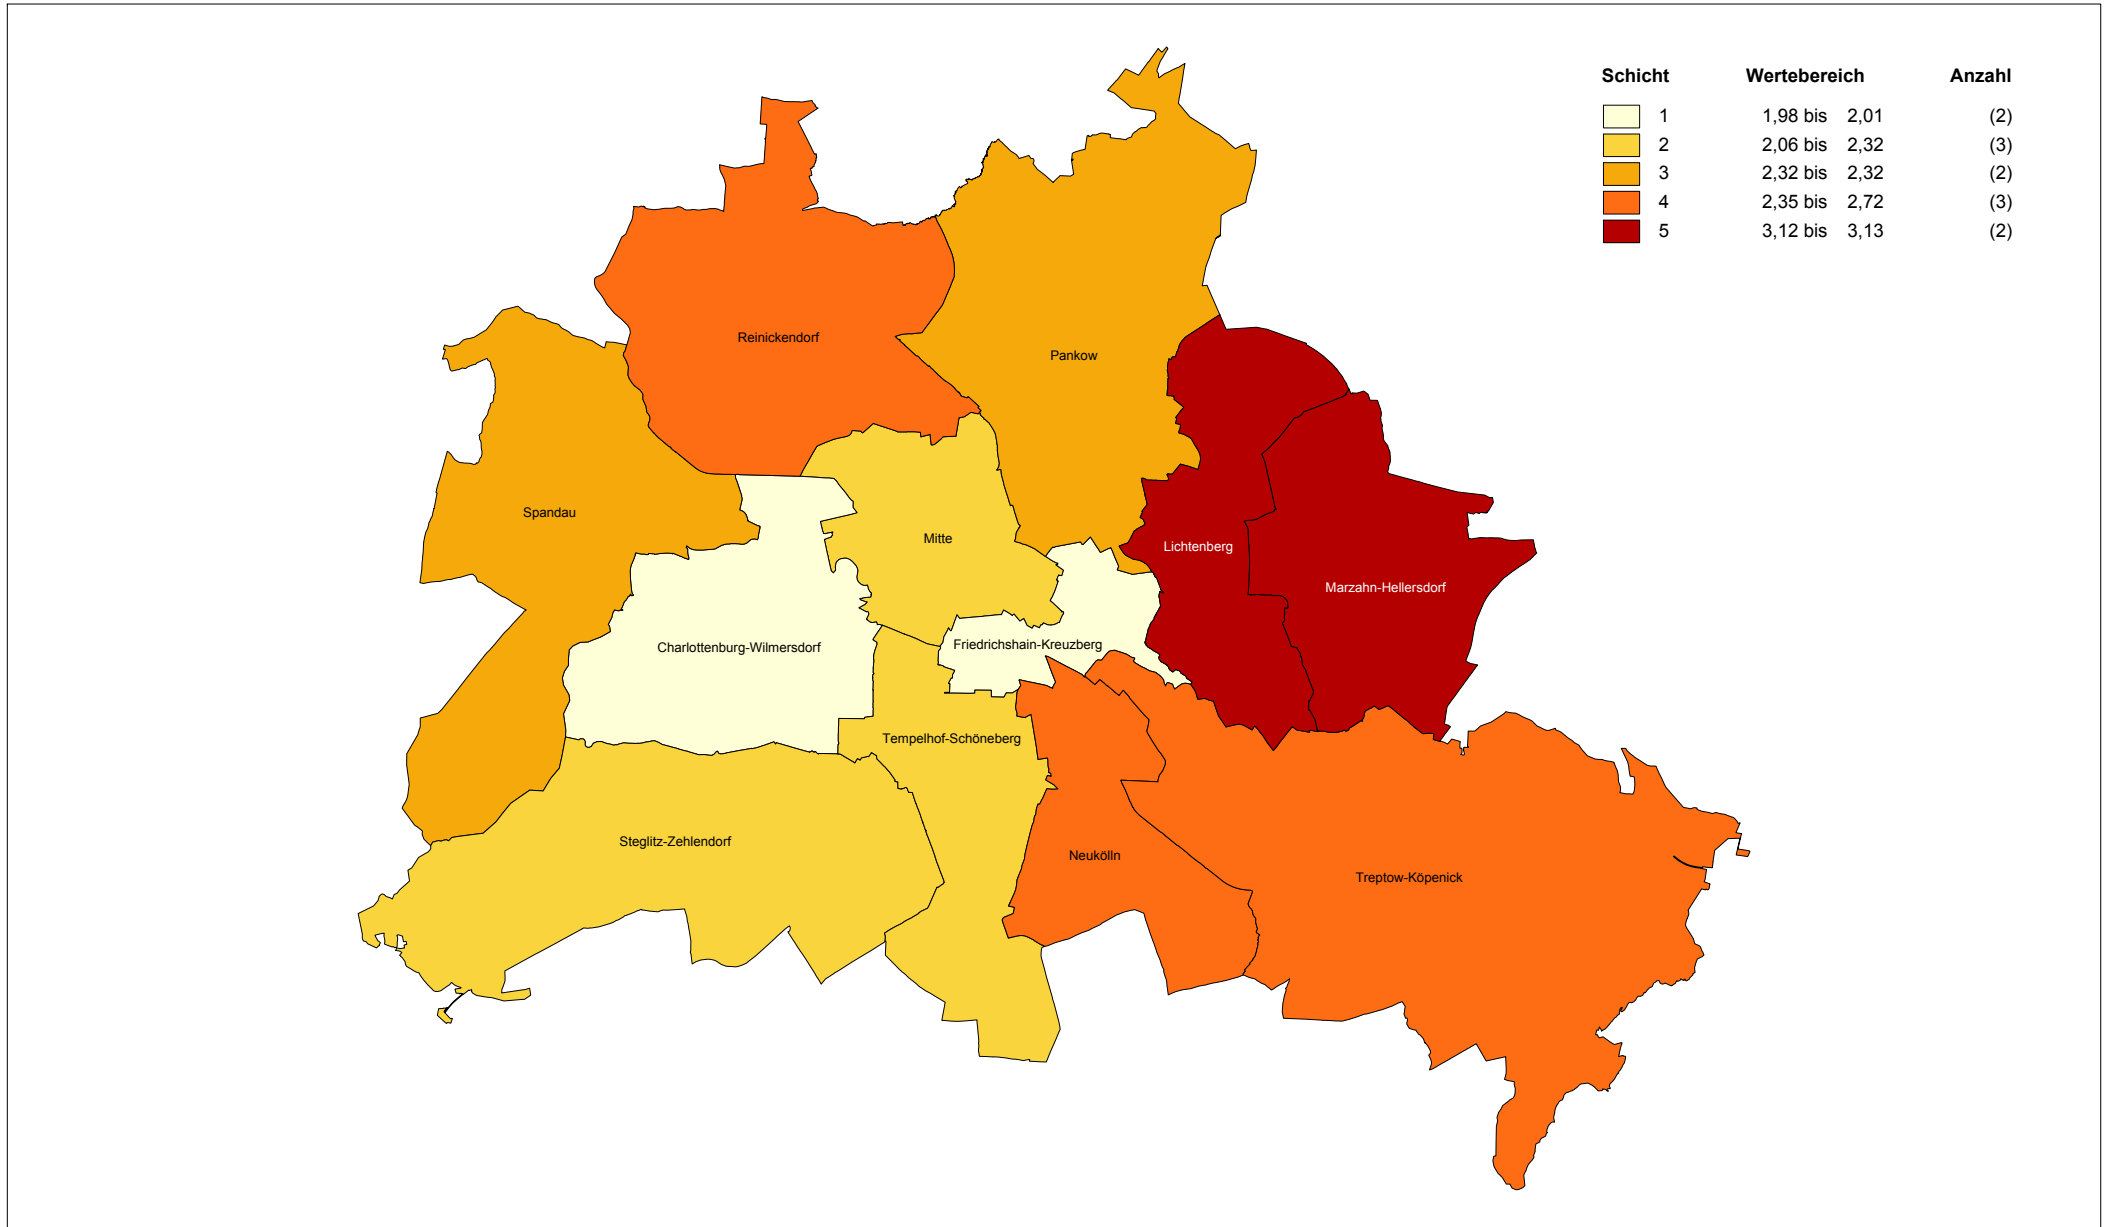 Schicht Wertebereich Anzahl
1 1,98 bis 2,01 (2)
2 2,06 bis 2,32 (3)
3 2,32 bis 2,32 (2)
4 2,35 bis 2,72 (3)
5 3,12 bis 3,13 (2)
Reinickendorf
Pankow
Spandau
Mitte
Lichtenberg
Marzahn-Hellersdorf
Charlottenburg-Wilmersdorf
Friedrichshain-Kreuzberg
Tempelhof-Schöneberg
Steglitz-Zehlendorf
Neukölln
Treptow-Köpenick